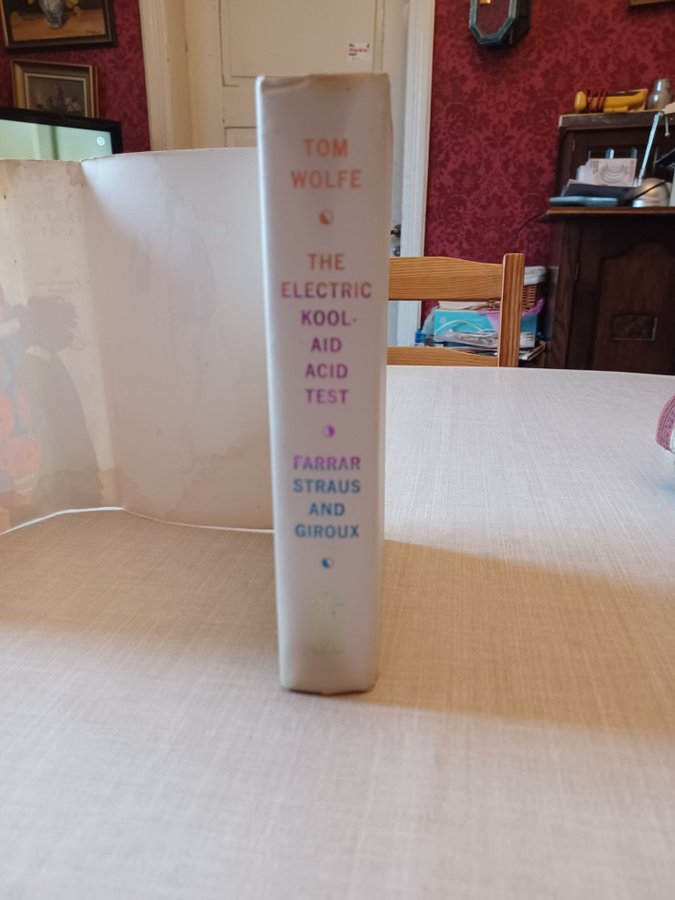 TOM
WOLFE
THE
ELECTRIC
KOOL-
AID
ACID
TEST
FARRAR
STRAUS
AND
GIROUX